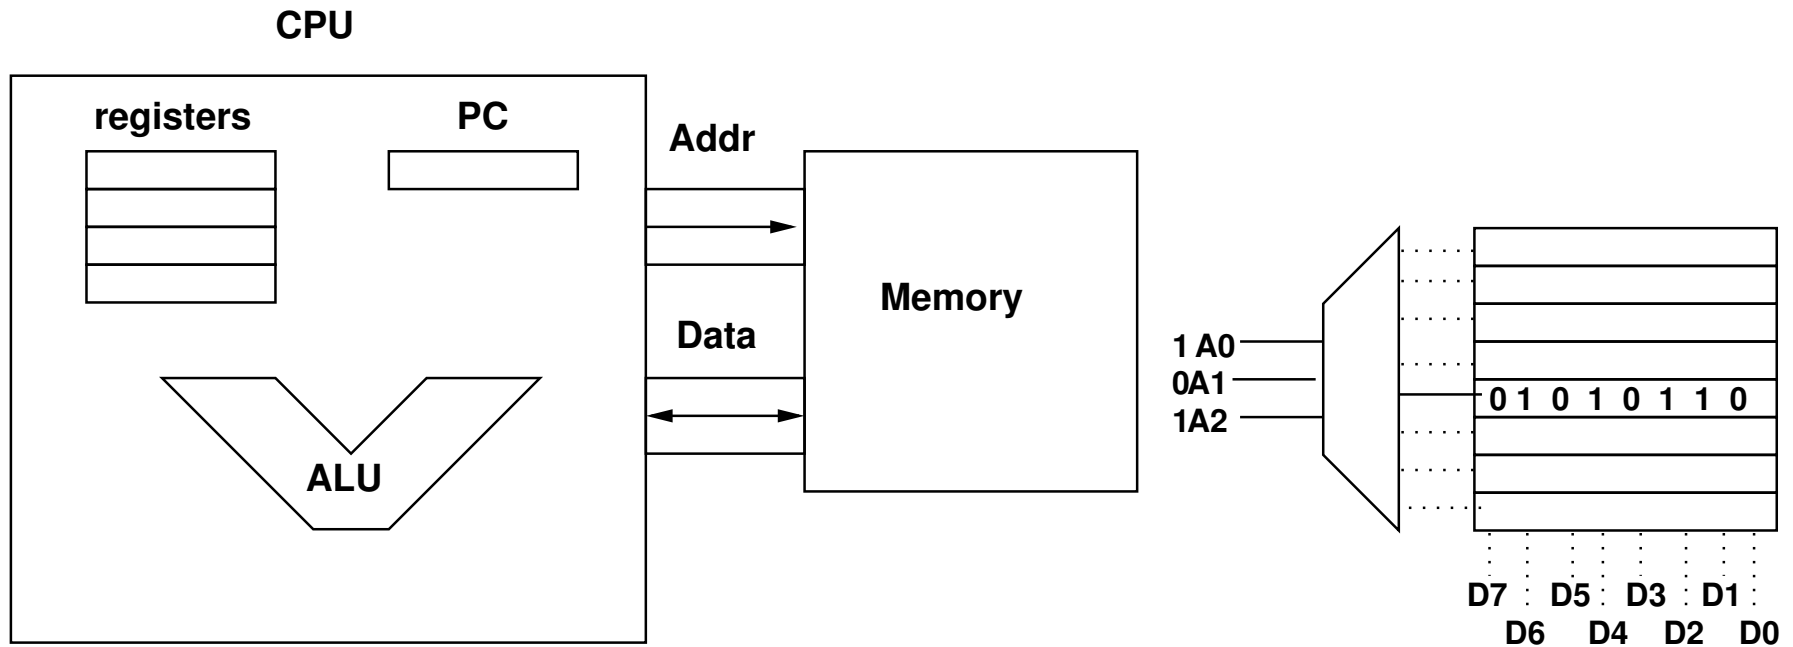 CPU
registers
PC
Addr
Data
ALU
Memory
1 A0
0A1
1A2
0 1 0 1 0 1 1 0
D7 D5 D3 D1
D6 D4 D2 D0